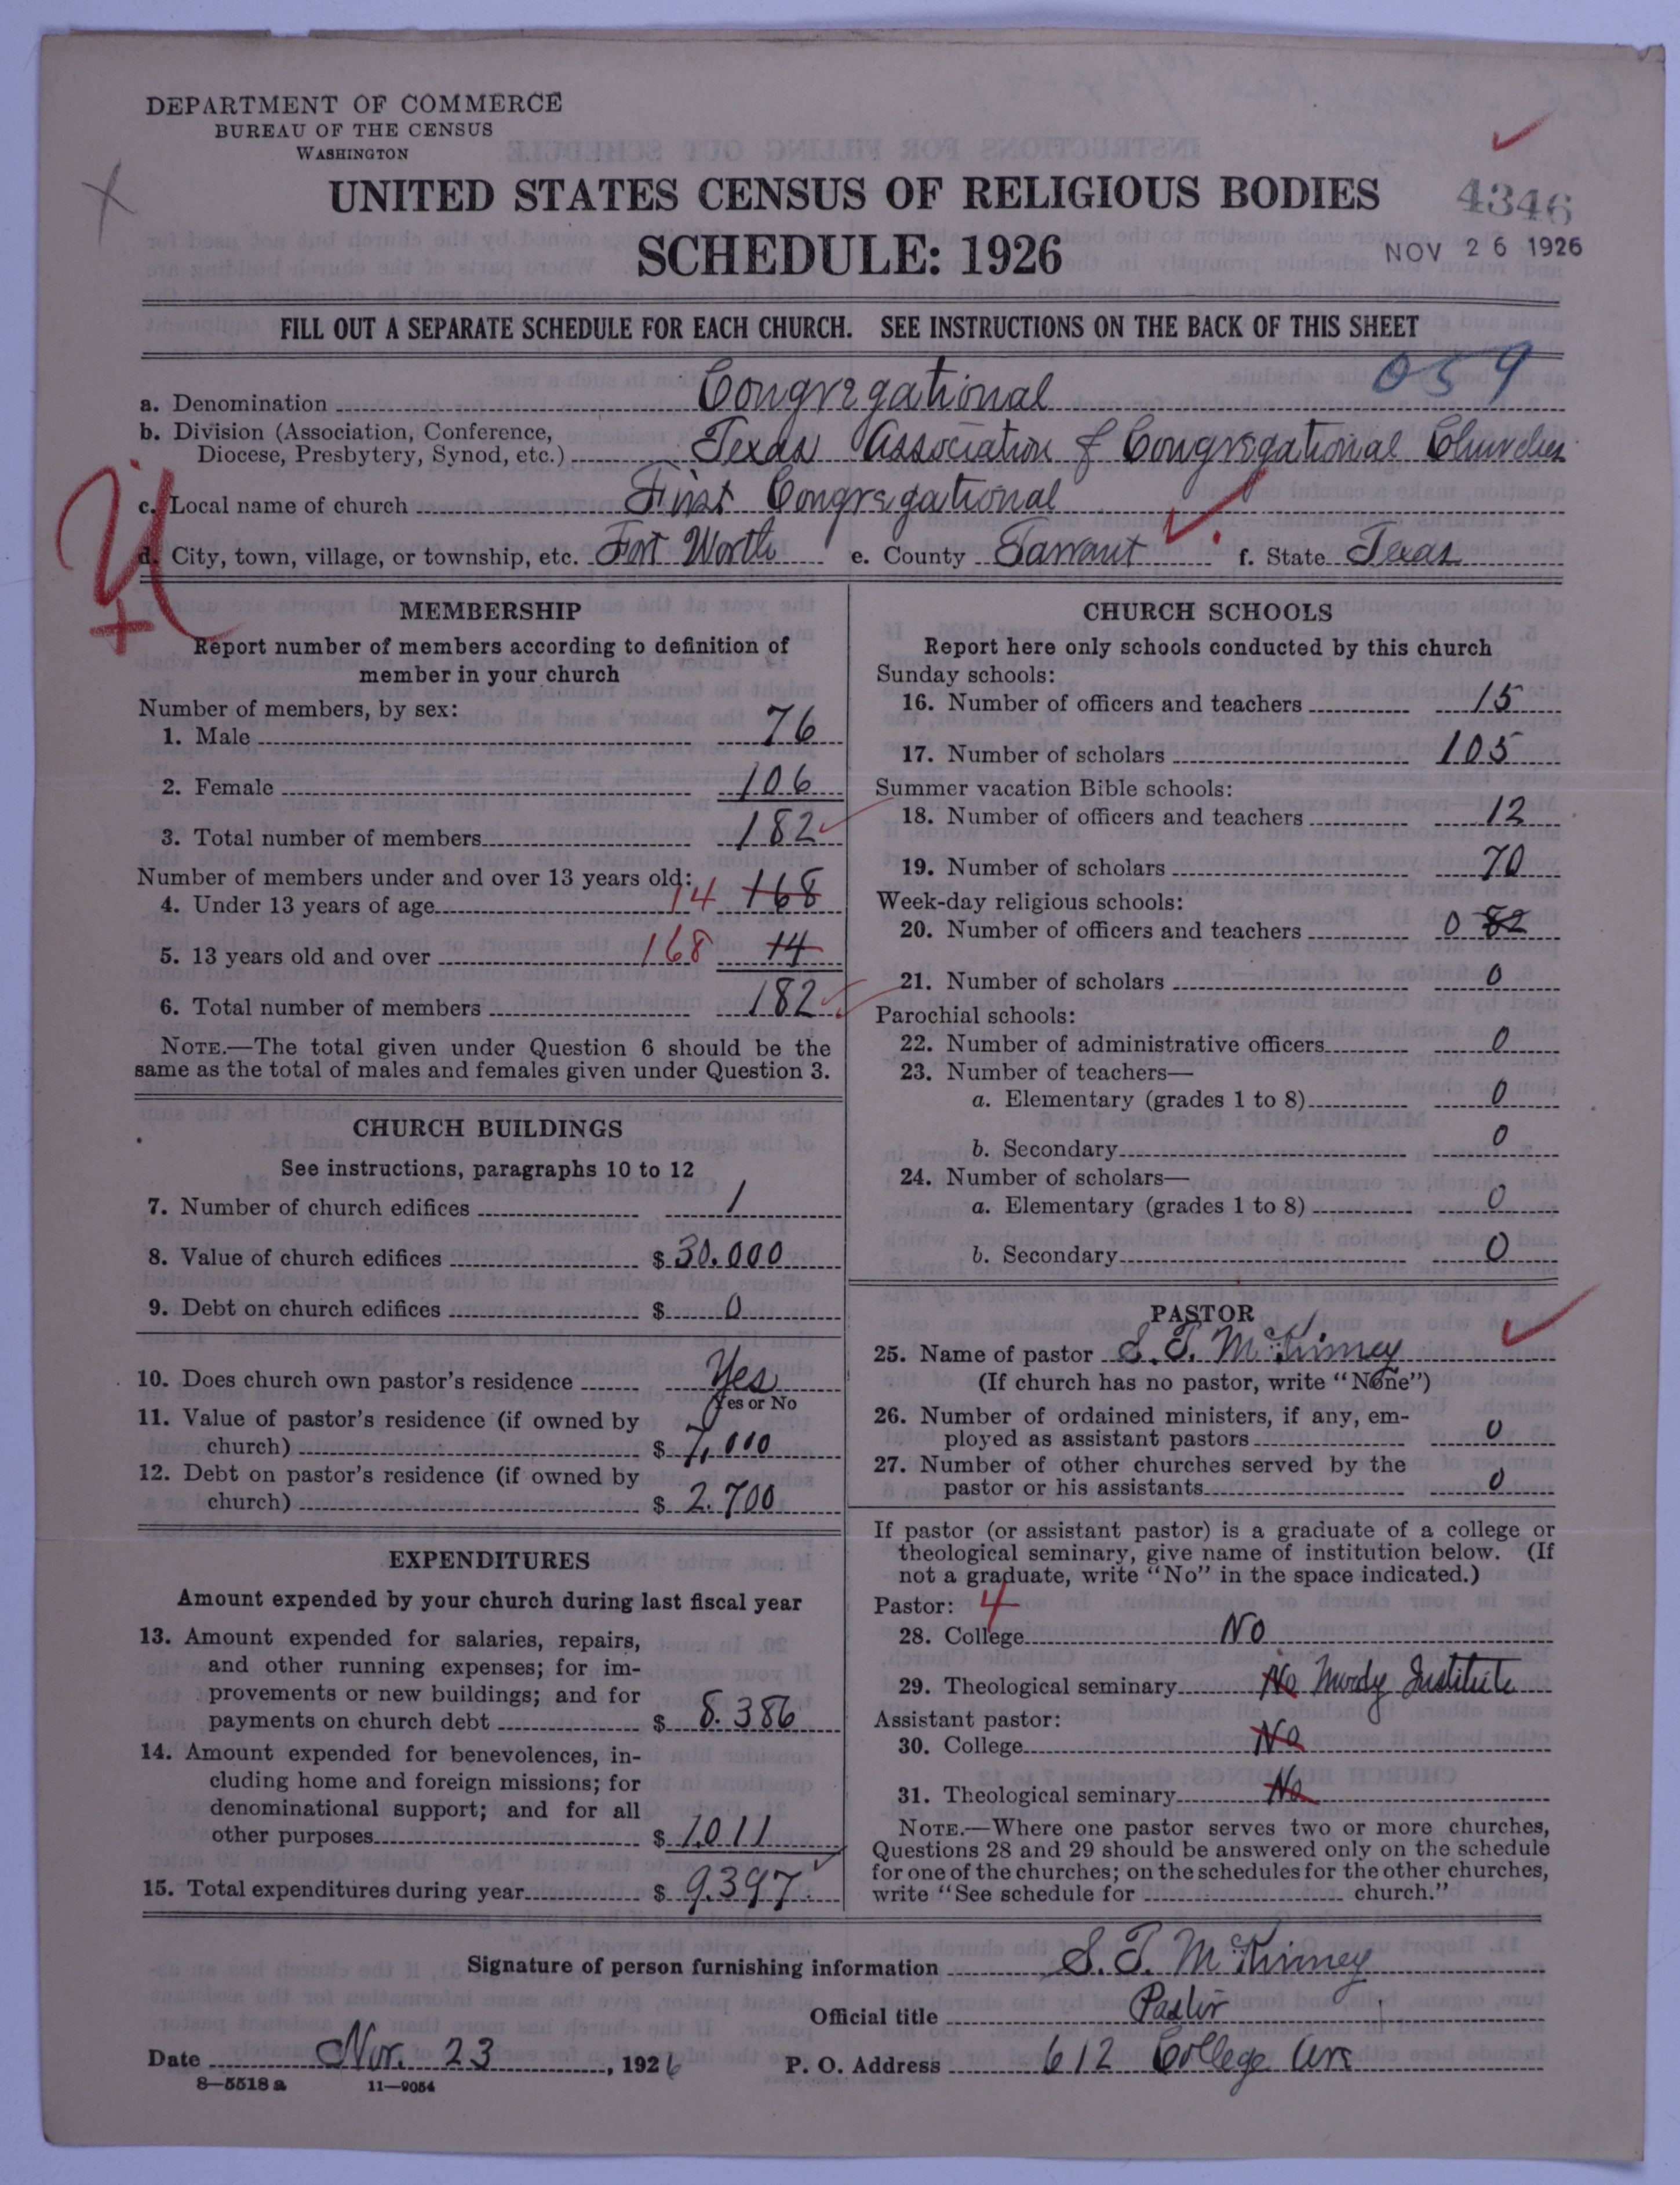 DEPARTMENT OF COMMERCE
BUREAU OF THE CENSUS
WASHINGTON
UNITED STATES CENSUS OF RELIGIOUS BODIES
4346
SCHEDULE: 1926
NOV 26 1926
FILL OUT A SEPARATE SCHEDULE FOR EACH CHURCH. SEE INSTRUCTIONS ON THE BACK OF THIS SHEET
059
a. Denomination Congregational
b. Division (Association, Conference,
Diocese, Presbytery, Synod, etc.) Texas Association of Congregational Churches
c. Local name of church First Congregational
d. City, town, village, or township, etc. Fort Worth e. County Tarrant f. State Texas
MEMBERSHIP
Report number of members according to definition of
member in your church
Number of members, by sex:
1. Male 76
2. Female 106
3. Total number of members 182
Number of members under and over 13 years old:
4. Under 13 years of age 14 168
5. 13 years old and over 168 14
6. Total number of members 182
NOTE.—The total given under Question 6 should be the
same as the total of males and females given under Question 3.
CHURCH BUILDINGS
See instructions, paragraphs 10 to 12
7. Number of church edifices 1
8. Value of church edifices $ 30.000
9. Debt on church edifices $ 0
10. Does church own pastor's residence Yes
Yes or No
11. Value of pastor's residence (if owned by
church) $ 7,000
12. Debt on pastor's residence (if owned by
church) $ 2.700
EXPENDITURES
Amount expended by your church during last fiscal year
13. Amount expended for salaries, repairs,
and other running expenses; for im-
provements or new buildings; and for
payments on church debt $ 8.386
14. Amount expended for benevolences, in-
cluding home and foreign missions; for
denominational support; and for all
other purposes $ 1011
15. Total expenditures during year $ 9.397
CHURCH SCHOOLS
Report here only schools conducted by this church
Sunday schools:
16. Number of officers and teachers 15
17. Number of scholars 105
Summer vacation Bible schools:
18. Number of officers and teachers 12
19. Number of scholars 70
Week-day religious schools:
20. Number of officers and teachers 0 82
21. Number of scholars 0
Parochial schools:
22. Number of administrative officers 0
23. Number of teachers—
a. Elementary (grades 1 to 8) 0
b. Secondary 0
24. Number of scholars—
a. Elementary (grades 1 to 8) 0
b. Secondary 0
PASTOR
25. Name of pastor S. T. McKinney
(If church has no pastor, write "None")
26. Number of ordained ministers, if any, em-
ployed as assistant pastors 0
27. Number of other churches served by the
pastor or his assistants 0
If pastor (or assistant pastor) is a graduate of a college or
theological seminary, give name of institution below. (If
not a graduate, write "No" in the space indicated.)
Pastor: 4
28. College No
29. Theological seminary No Moody Institute
Assistant pastor:
30. College No
31. Theological seminary No
NOTE.—Where one pastor serves two or more churches,
Questions 28 and 29 should be answered only on the schedule
for one of the churches; on the schedules for the other churches,
write "See schedule for church."
Signature of person furnishing information S. T. McKinney
Official title Pastor
Date Nov. 23, 1926 P. O. Address 612 College Ave
8—5518 a 11—9054